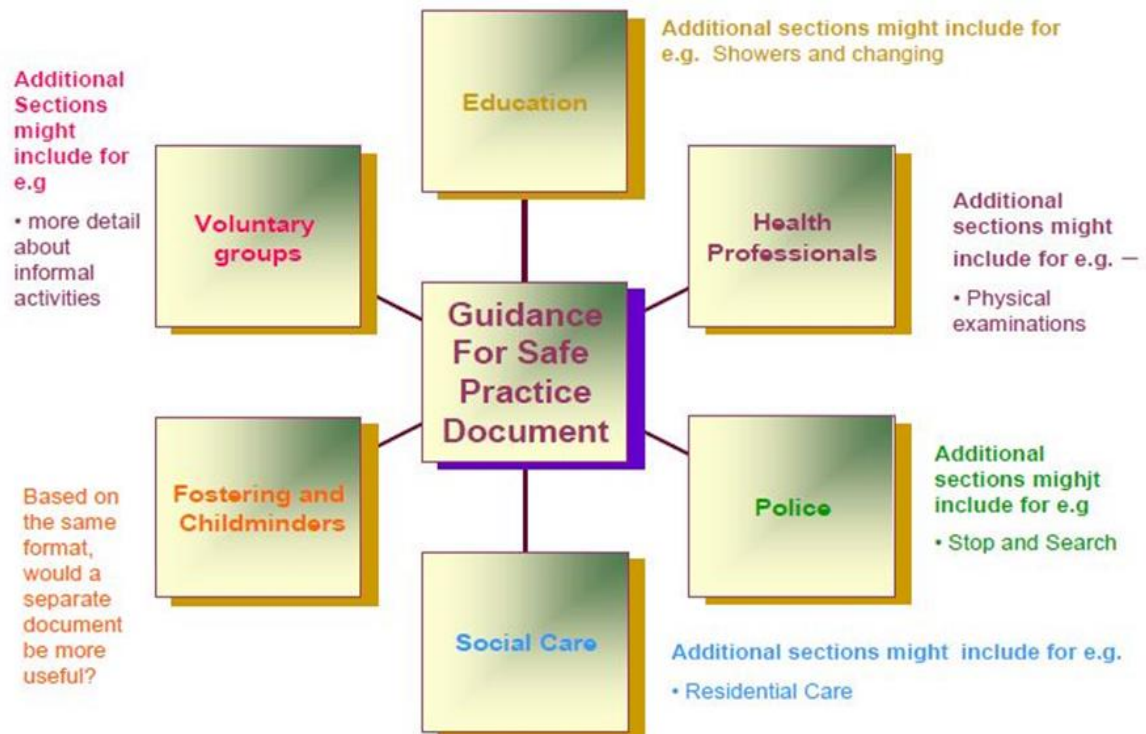 Education
Additional sections might include for
e.g. Showers and changing
Additional
Sections
might
include for
e.g
• more detail
about
informal
activities
Voluntary
groups
Health
Professionals
Additional
sections might
include for e.g. –
• Physical
examinations
Guidance
For Safe
Practice
Document
Based on
the same
format,
would a
separate
document
be more
useful?
Fostering and
Childminders
Police
Additional
sections mighjt
include for e.g
• Stop and Search
Social Care
Additional sections might include for e.g.
• Residential Care